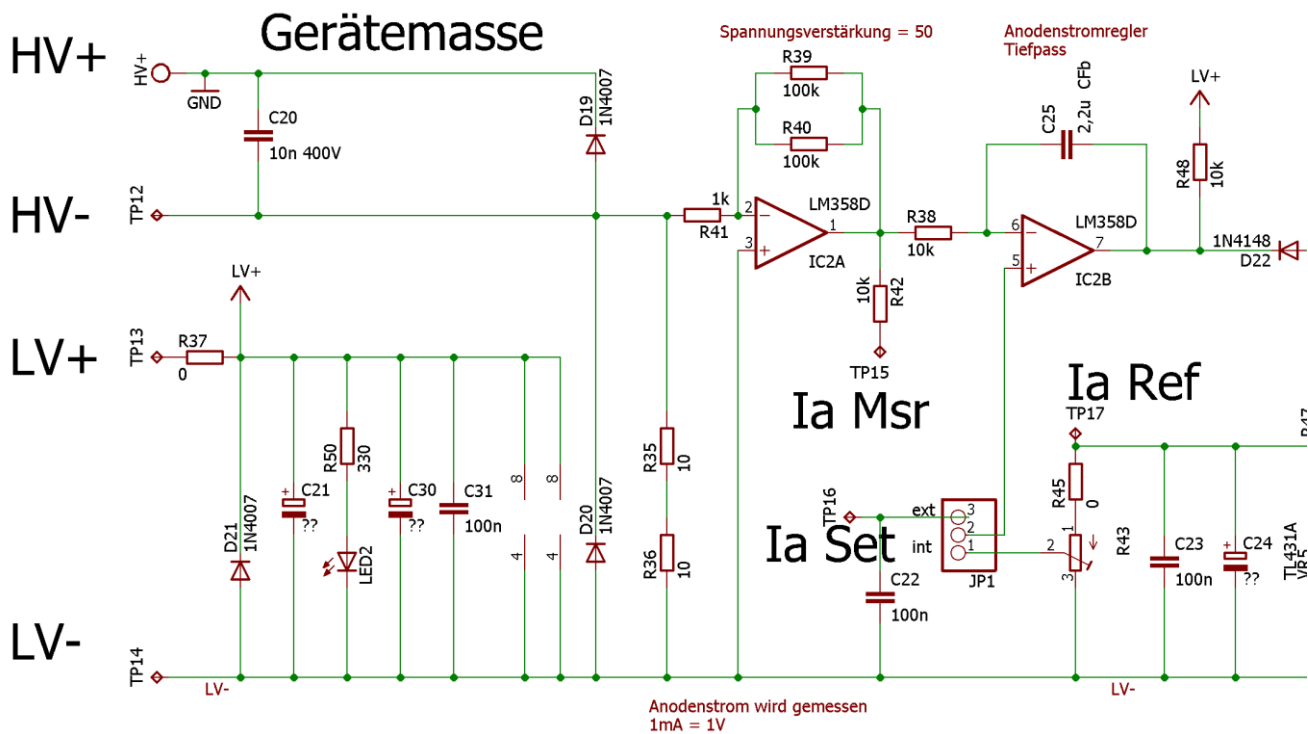 Gerätemasse
Spannungsverstärkung = 50
Anodenstromregler
Tiefpass
HV+
HV+
GND
C20
10n 400V
D19
1N4007
R39
100k
R40
100k
C25
2,2u CFb
LV+
R48
10k
HV-
TP12
1k
R41
2
3
1
LM358D
IC2A
R38
10k
6
5
7
LM358D
IC2B
1N4148
D22
10k
R42
TP15
LV+
LV+
TP13
R37
0
Ia Msr
Ia Ref
TP17
R47
R50
330
R35
10
D21
1N4007
C21
??
LED2
C30
??
C31
100n
8
8
4
4
D20
1N4007
R36
10
TP16
ext
3
2
int
1
JP1
Ia Set
C22
100n
R45
0
1
2
3
R43
C23
100n
C24
??
TL431A
VR5
LV-
TP14
LV-
LV-
Anodenstrom wird gemessen
1mA = 1V